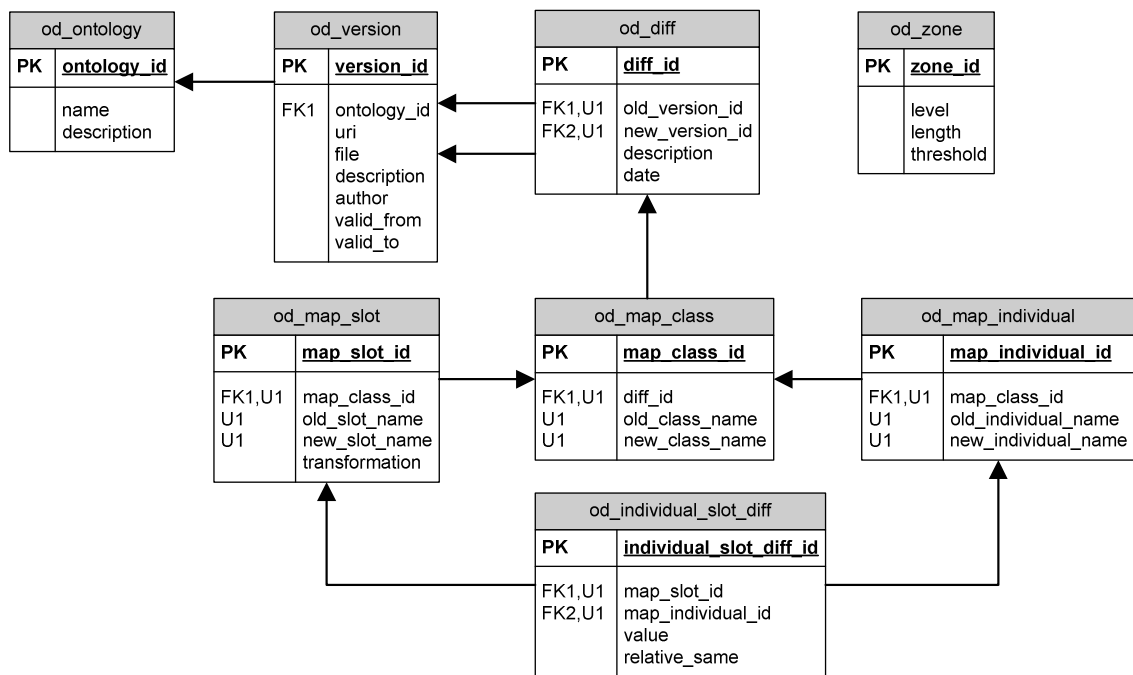 od_ontology
PK ontology_id
name
description
od_version
PK version_id
FK1 ontology_id
uri
file
description
author
valid_from
valid_to
od_diff
PK diff_id
FK1,U1 old_version_id
FK2,U1 new_version_id
description
date
od_zone
PK zone_id
level
length
threshold
od_map_slot
PK map_slot_id
FK1,U1 map_class_id
U1 old_slot_name
U1 new_slot_name
transformation
od_map_class
PK map_class_id
FK1,U1 diff_id
U1 old_class_name
U1 new_class_name
od_map_individual
PK map_individual_id
FK1,U1 map_class_id
U1 old_individual_name
U1 new_individual_name
od_individual_slot_diff
PK individual_slot_diff_id
FK1,U1 map_slot_id
FK2,U1 map_individual_id
value
relative_same